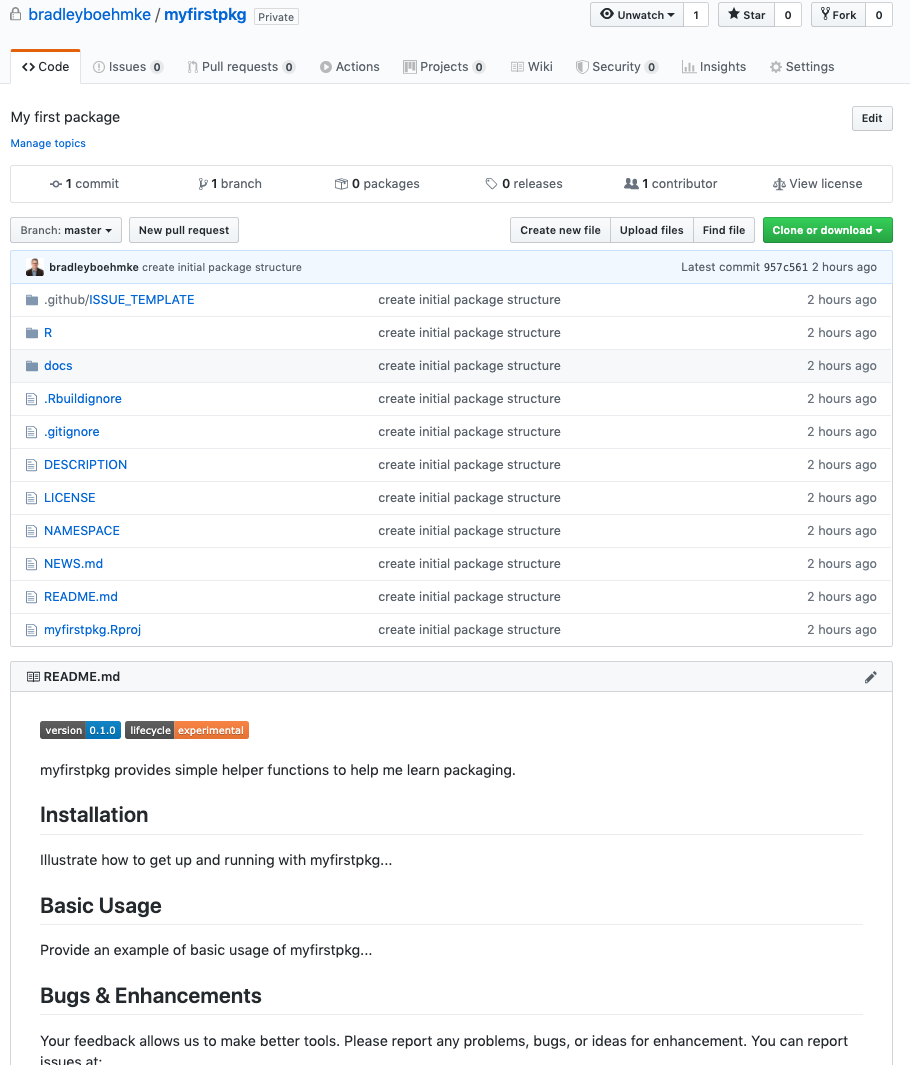 bradleyboehmke / myfirstpkg Private Unwatch 1 Star 0 Fork 0
Code Issues 0 Pull requests 0 Actions Projects 0 Wiki Security 0 Insights Settings
My first package Edit
Manage topics
1 commit 1 branch 0 packages 0 releases 1 contributor View license
Branch: master New pull request Create new file Upload files Find file Clone or download
bradleyboehmke create initial package structure Latest commit 957c561 2 hours ago
.github/ISSUE_TEMPLATE create initial package structure 2 hours ago
R create initial package structure 2 hours ago
docs create initial package structure 2 hours ago
.Rbuildignore create initial package structure 2 hours ago
.gitignore create initial package structure 2 hours ago
DESCRIPTION create initial package structure 2 hours ago
LICENSE create initial package structure 2 hours ago
NAMESPACE create initial package structure 2 hours ago
NEWS.md create initial package structure 2 hours ago
README.md create initial package structure 2 hours ago
myfirstpkg.Rproj create initial package structure 2 hours ago
README.md
version 0.1.0 lifecycle experimental
myfirstpkg provides simple helper functions to help me learn packaging.
Installation
Illustrate how to get up and running with myfirstpkg...
Basic Usage
Provide an example of basic usage of myfirstpkg...
Bugs & Enhancements
Your feedback allows us to make better tools. Please report any problems, bugs, or ideas for enhancement. You can report
issues at: